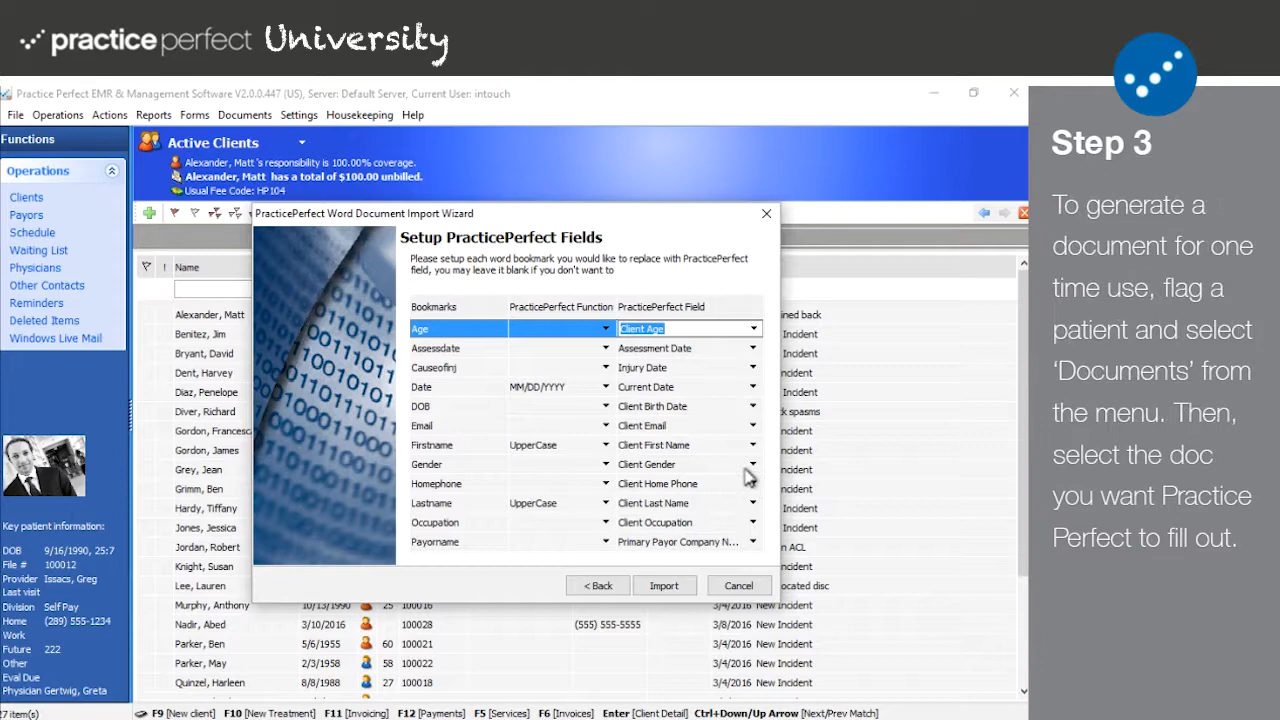 practiceperfect University
Practice Perfect EMR & Management Software V2.0.0.447 (US), Server: Default Server, Current User: intouch
File Operations Actions Reports Forms Documents Settings Housekeeping Help
Functions
Operations
Clients
Payors
Schedule
Waiting List
Physicians
Other Contacts
Reminders
Deleted Items
Windows Live Mail
Key patient information:
DOB 9/16/1990, 25:7
File # 100012
Provider Issacs, Greg
Last visit
Division Self Pay
Home (289) 555-1234
Work
Future 222
Other
Eval Due
Physician Gertwig, Greta
Active Clients
Alexander, Matt 's responsibility is 100.00% coverage.
Alexander, Matt has a total of $100.00 unbilled.
Usual Fee Code: HP104
! Name
Alexander, Matt ned back
Benitez, Jim Incident
Bryant, David Incident
Dent, Harvey Incident
Diaz, Penelope Incident
Diver, Richard k spasms
Gordon, Francesc Incident
Gordon, James Incident
Grey, Jean Incident
Grimm, Ben Incident
Hardy, Tiffany Incident
Jones, Jessica Incident
Jordan, Robert n ACL
Knight, Susan Incident
Lee, Lauren ocated disc
Murphy, Anthony 10/13/1990 25 100016 3/4/2016 New Incident
Nadir, Abed 3/10/2016 100028 (555) 555-5555 3/8/2016 New Incident
Parker, Ben 5/6/1955 60 100021 3/4/2016 New Incident
Parker, May 2/3/1958 58 100022 3/4/2016 New Incident
Quinzel, Harleen 8/8/1988 27 100018 3/4/2016 New Incident
PracticePerfect Word Document Import Wizard
Setup PracticePerfect Fields
Please setup each word bookmark you would like to replace with PracticePerfect
field, you may leave it blank if you don't want to
Bookmarks PracticePerfect Function PracticePerfect Field
Age Client Age
Assessdate Assessment Date
Causeofinj Injury Date
Date MM/DD/YYYY Current Date
DOB Client Birth Date
Email Client Email
Firstname UpperCase Client First Name
Gender Client Gender
Homephone Client Home Phone
Lastname UpperCase Client Last Name
Occupation Client Occupation
Payorname Primary Payor Company N...
< Back Import Cancel
27 item(s) F9 [New client] F10 [New Treatment] F11 [Invoicing] F12 [Payments] F5 [Services] F6 [Invoices] Enter [Client Detail] Ctrl+Down/Up Arrow [Next/Prev Match]
Step 3
To generate a
document for one
time use, flag a
patient and select
‘Documents’ from
the menu. Then,
select the doc
you want Practice
Perfect to fill out.